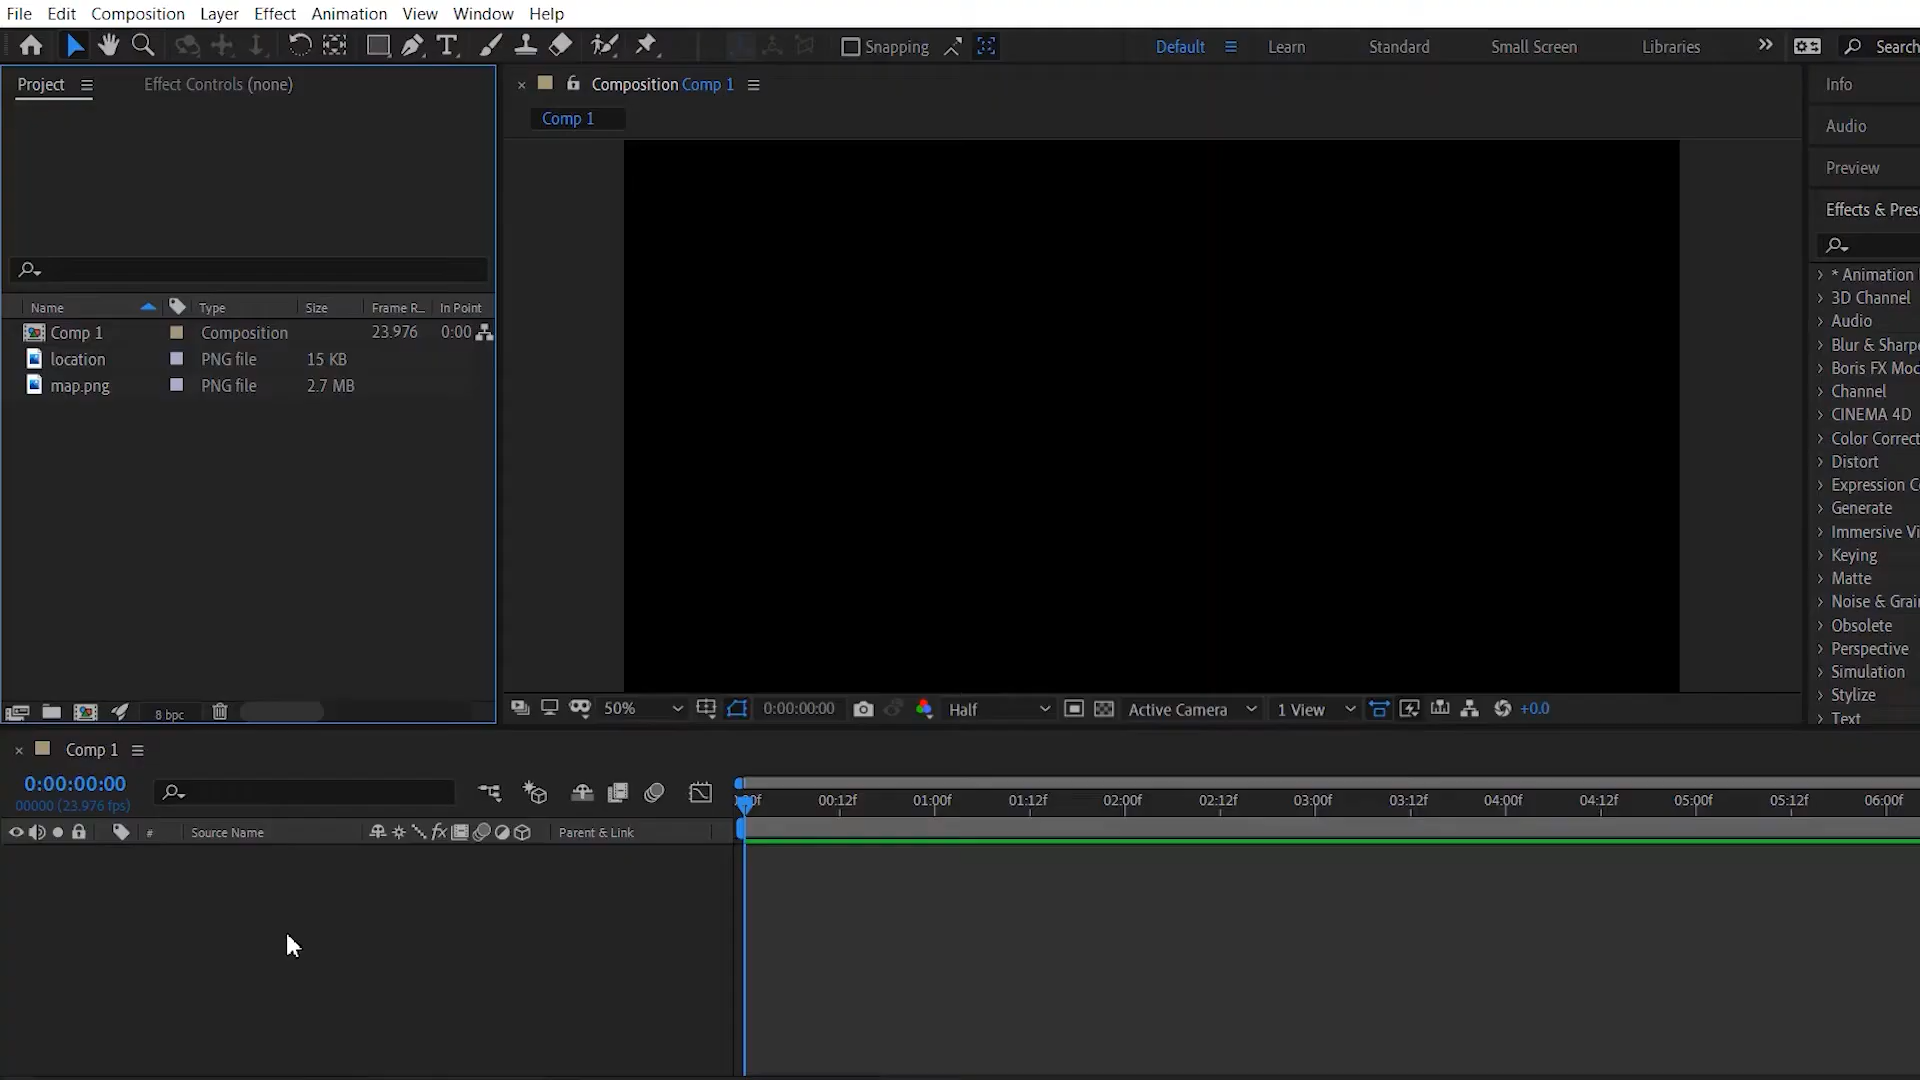 File Edit Composition Layer Effect Animation View Window Help
Snapping Default Learn Standard Small Screen Libraries Search
Project Effect Controls (none)
Composition Comp 1
Comp 1
Name Type Size Frame R... In Point
Comp 1 Composition 23.976 0:00
location PNG file 15 KB
map.png PNG file 2.7 MB
8 bpc
50% 0:00:00:00 Half Active Camera 1 View +0.0
Info
Audio
Preview
Effects & Pres
* Animation
3D Channel
Audio
Blur & Sharpe
Boris FX Moc
Channel
CINEMA 4D
Color Correct
Distort
Expression C
Generate
Immersive Vi
Keying
Matte
Noise & Grai
Obsolete
Perspective
Simulation
Stylize
Text
Comp 1
0:00:00:00
00000 (23.976 fps)
00:12f 01:00f 01:12f 02:00f 02:12f 03:00f 03:12f 04:00f 04:12f 05:00f 05:12f 06:00f
# Source Name fx Parent & Link